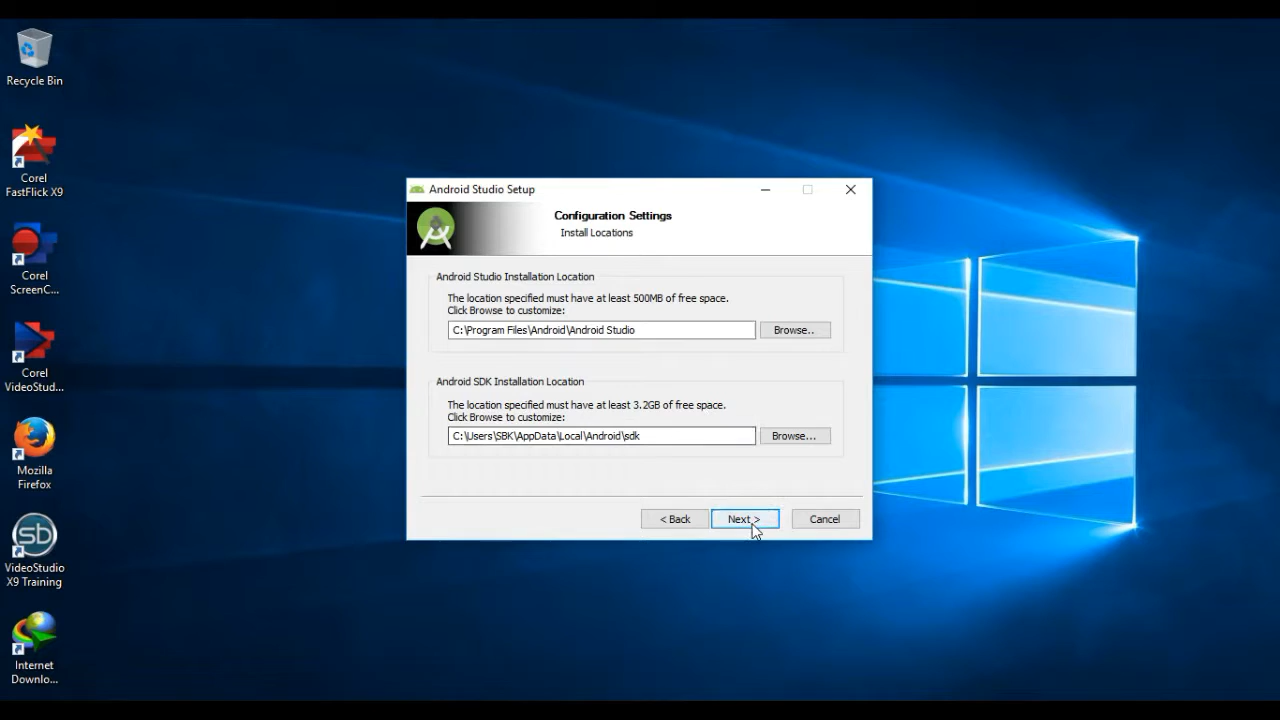 Recycle Bin
Corel
FastFlick X9
Corel
ScreenC...
Corel
VideoStud...
Mozilla
Firefox
SD
VideoStudio
X9 Training
Internet
Downlo...
Android Studio Setup
Configuration Settings
Install Locations
Android Studio Installation Location
The location specified must have at least 500MB of free space.
Click Browse to customize:
C:\Program Files\Android\Android Studio
Browse..
Android SDK Installation Location
The location specified must have at least 3.2GB of free space.
Click Browse to customize:
C:\Users\SBK\AppData\Local\Android\sdk
Browse...
< Back
Next >
Cancel